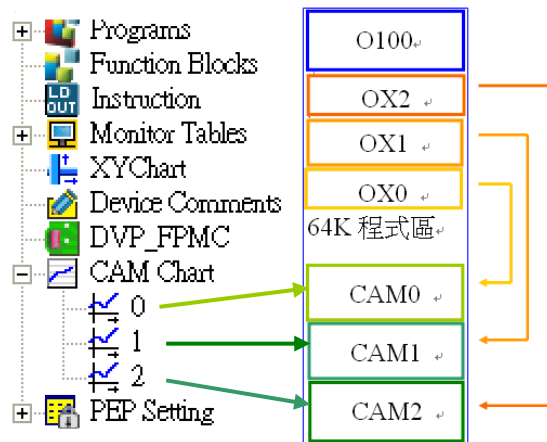 Programs
Function Blocks
LD
OUT
Instruction
Monitor Tables
XYChart
Device Comments
DVP_FPMC
CAM Chart
0
1
2
PEP Setting
O100
OX2
OX1
OX0
64K 程式區
CAM0
CAM1
CAM2